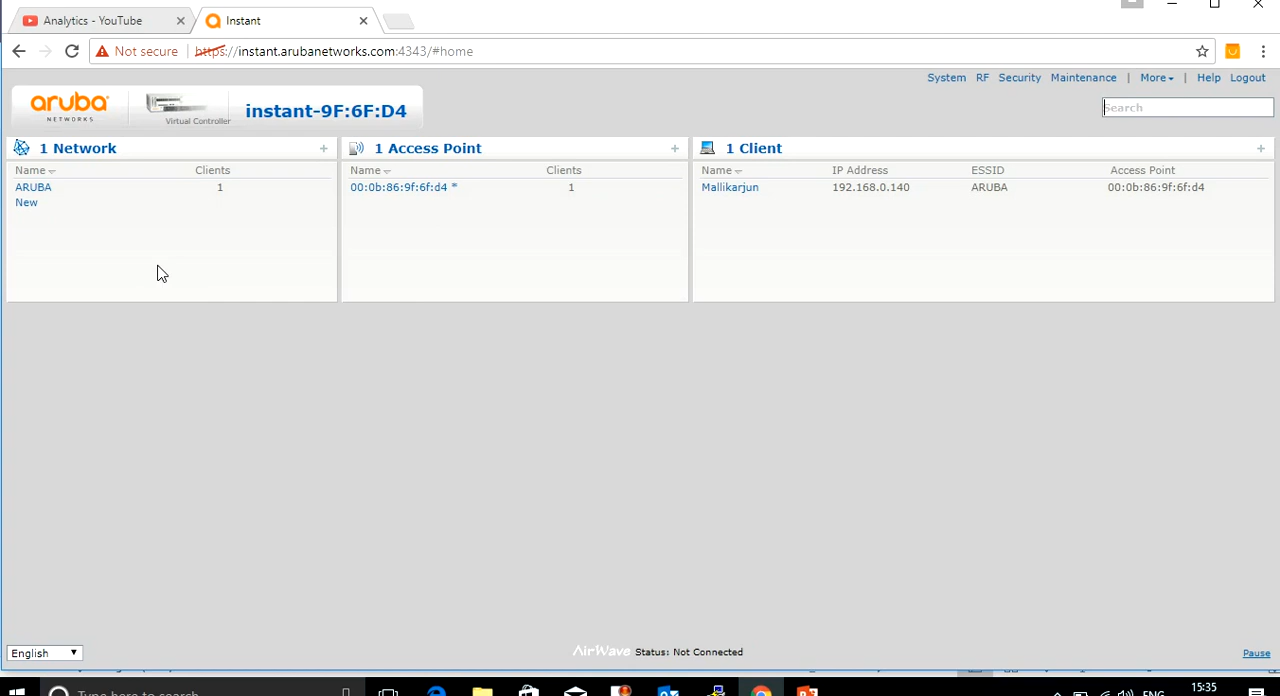 Analytics - YouTube
Instant
Not secure https://instant.arubanetworks.com:4343/#home
System RF Security Maintenance | More | Help Logout
aruba NETWORKS
Virtual Controller
instant-9F:6F:D4
Search
1 Network +
Name Clients
ARUBA 1
New
1 Access Point +
Name Clients
00:0b:86:9f:6f:d4 * 1
1 Client +
Name IP Address ESSID Access Point
Mallikarjun 192.168.0.140 ARUBA 00:0b:86:9f:6f:d4
English
AirWave Status: Not Connected
Pause
Type here to search
ENG
15:35